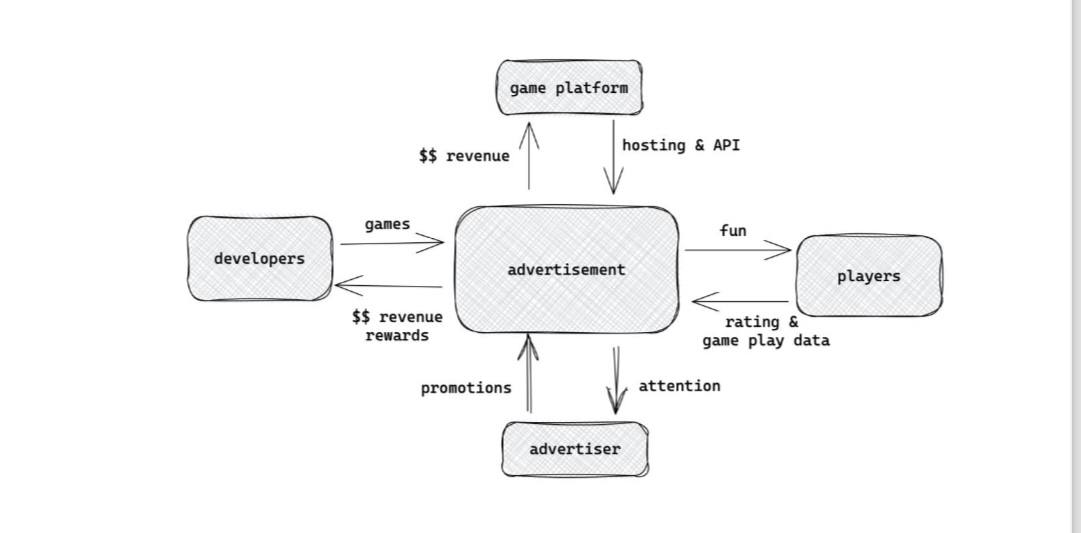 game platform
$$ revenue
hosting & API
games
developers
advertisement
fun
players
$$ revenue
rewards
rating &
game play data
promotions
attention
advertiser